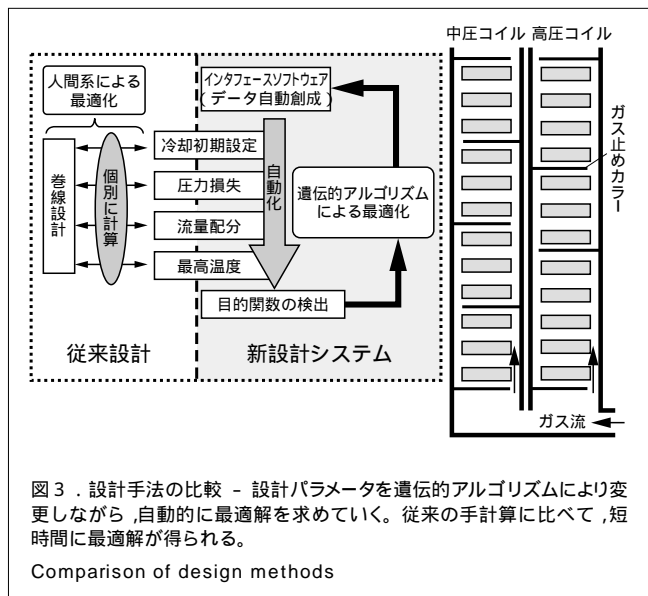 人間系による
最適化
巻線設計
個別に計算
インタフェースソフトウェア
(データ自動創成)
冷却初期設定
圧力損失
流量配分
最高温度
自動化
遺伝的アルゴリズム
による最適化
目的関数の検出
従来設計
新設計システム
中圧コイル 高圧コイル
ガス止めカラー
ガス流
図3.設計手法の比較 - 設計パラメータを遺伝的アルゴリズムにより変
更しながら,自動的に最適解を求めていく。従来の手計算に比べて,短
時間に最適解が得られる。
Comparison of design methods